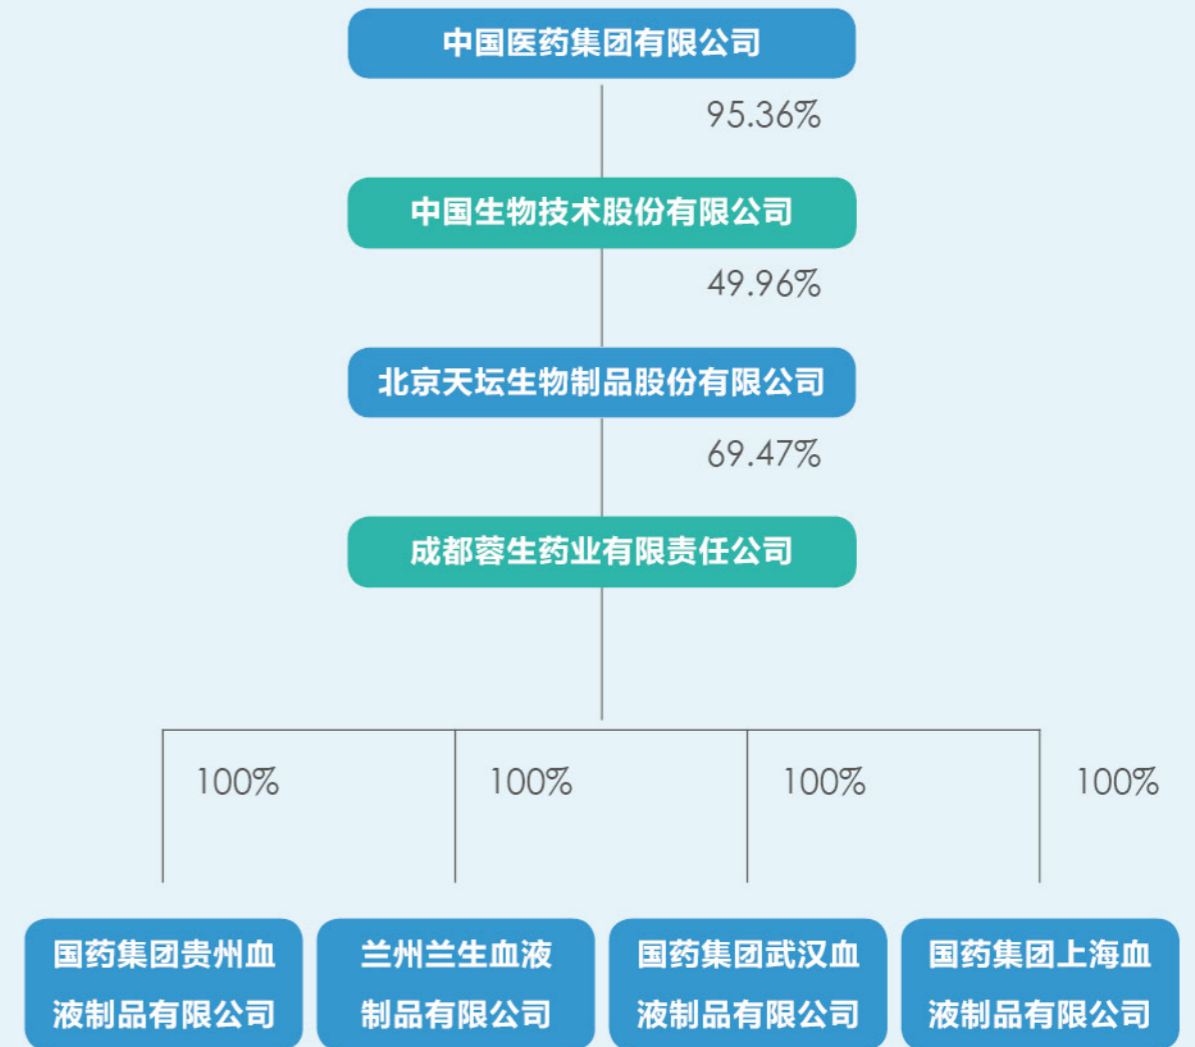 中国医药集团有限公司
95.36%
中国生物技术股份有限公司
49.96%
北京天坛生物制品股份有限公司
69.47%
成都蓉生药业有限责任公司
100%
100%
100%
100%
国药集团贵州血
液制品有限公司
兰州兰生血液
制品有限公司
国药集团武汉血
液制品有限公司
国药集团上海血
液制品有限公司